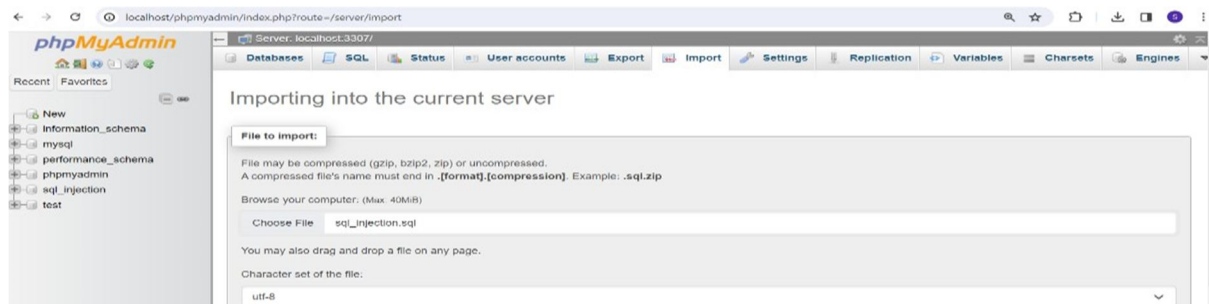 localhost/phpmyadmin/index.php?route=/server/import
phpMyAdmin
Recent Favorites
New
information_schema
mysql
performance_schema
phpmyadmin
sql_injection
test
Server: localhost:3307/
Databases SQL Status User accounts Export Import Settings Replication Variables Charsets Engines
Importing into the current server
File to import:
File may be compressed (gzip, bzip2, zip) or uncompressed.
A compressed file's name must end in .[format].[compression]. Example: .sql.zip
Browse your computer: (Max: 40MiB)
Choose File sql_injection.sql
You may also drag and drop a file on any page.
Character set of the file:
utf-8